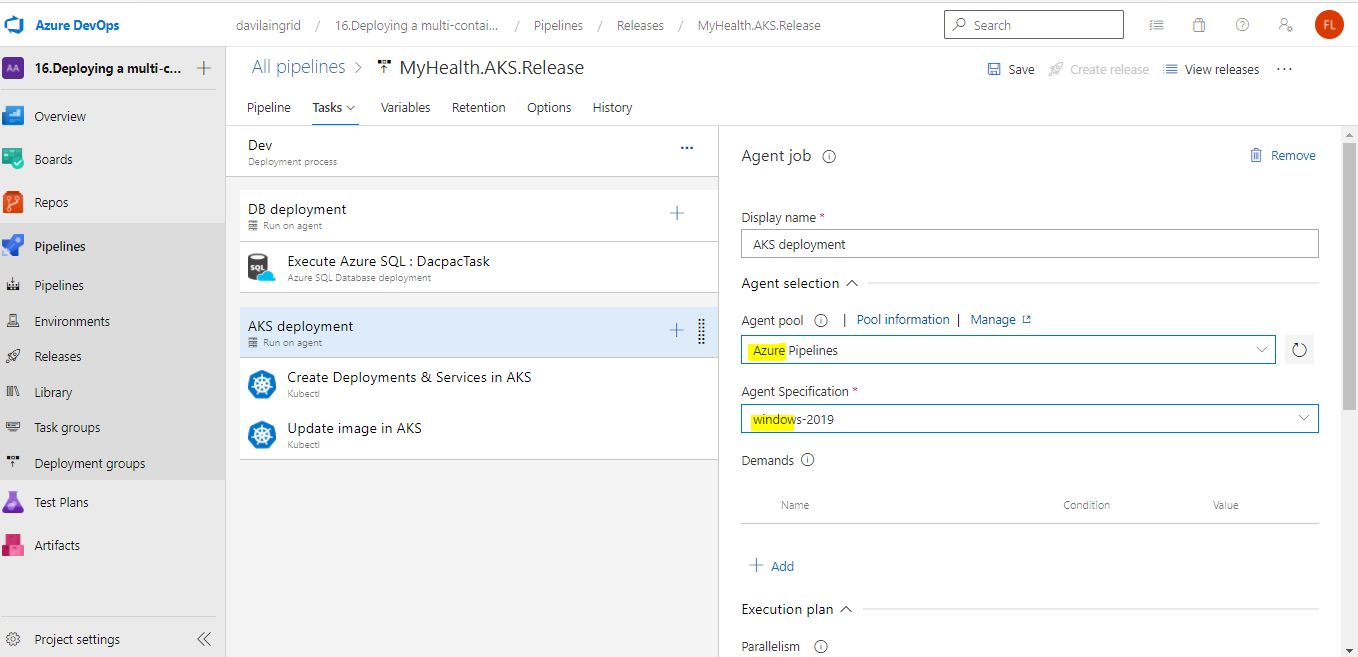 Azure DevOps
davilaingrid / 16.Deploying a multi-contai... / Pipelines / Releases / MyHealth.AKS.Release
Search
FL
AA 16.Deploying a multi-c...
Overview
Boards
Repos
Pipelines
Pipelines
Environments
Releases
Library
Task groups
Deployment groups
Test Plans
Artifacts
Project settings
All pipelines > MyHealth.AKS.Release
Save Create release View releases ...
Pipeline Tasks Variables Retention Options History
Dev
Deployment process
DB deployment
Run on agent
SQL
Execute Azure SQL : DacpacTask
Azure SQL Database deployment
AKS deployment
Run on agent
Create Deployments & Services in AKS
Kubectl
Update image in AKS
Kubectl
Agent job
Remove
Display name *
AKS deployment
Agent selection
Agent pool | Pool information | Manage
Azure Pipelines
Agent Specification *
windows-2019
Demands
Name Condition Value
Add
Execution plan
Parallelism